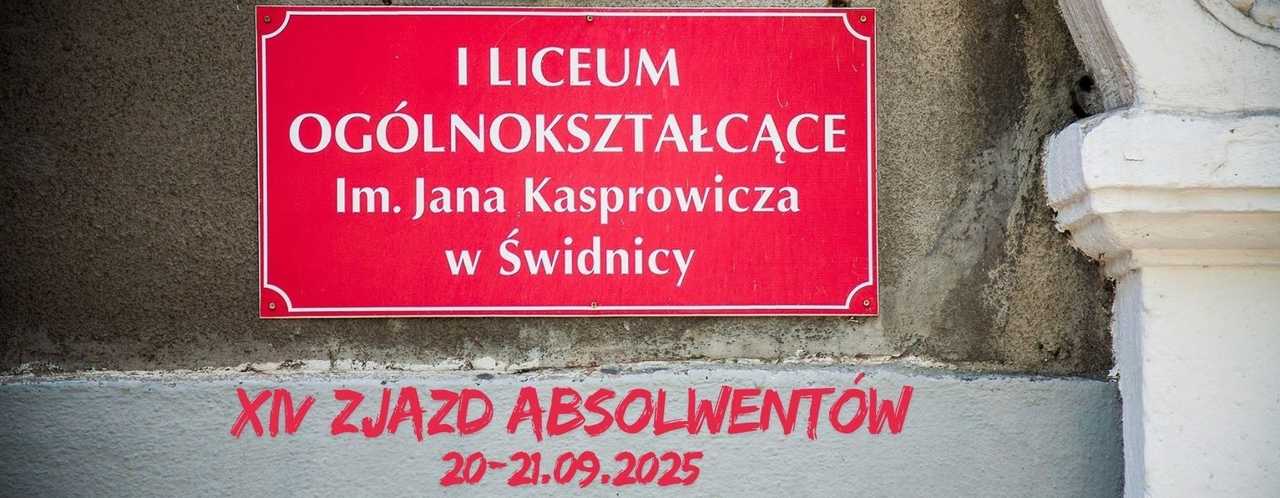 I LICEUM
OGÓLNOKSZTAŁCĄCE
Im. Jana Kasprowicza
w Świdnicy
XIV ZJAZD ABSOLWENTÓW
20-21.09.2025